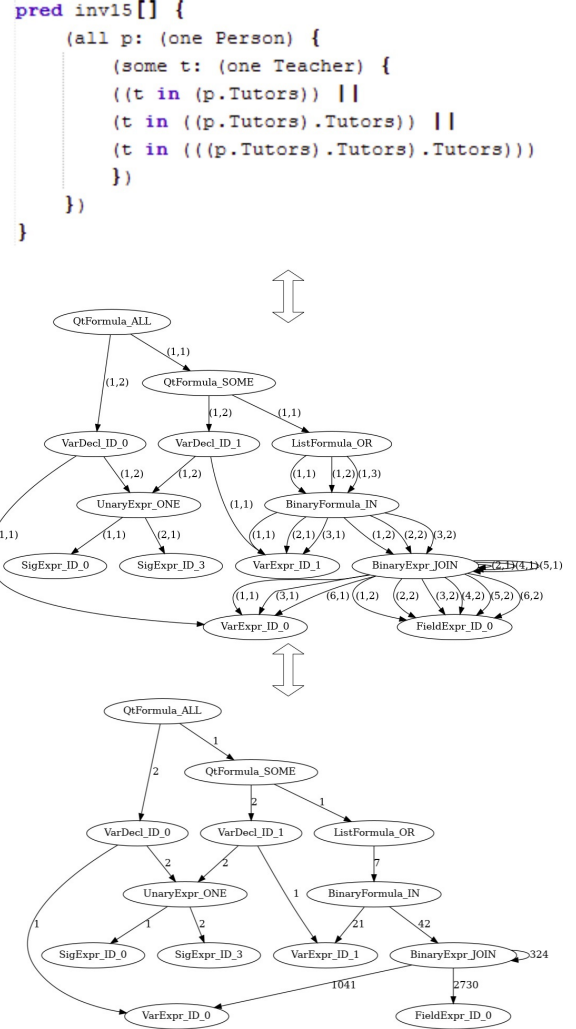 pred inv15[] {
(all p: (one Person) {
(some t: (one Teacher) {
((t in (p.Tutors)) ||
(t in ((p.Tutors).Tutors)) ||
(t in (((p.Tutors).Tutors).Tutors)))
})
})
}
QtFormula_ALL
(1,1)
(1,2)
QtFormula_SOME
(1,2) (1,1)
VarDecl_ID_0 VarDecl_ID_1 ListFormula_OR
(1,2) (1,2) (1,1) (1,2) (1,3)
UnaryExpr_ONE BinaryFormula_IN
(1,1)
(1,1) (2,1) (1,1) (2,1) (3,1) (1,2) (2,2) (3,2)
SigExpr_ID_0 SigExpr_ID_3 VarExpr_ID_1 BinaryExpr_JOIN (2,1) (4,1) (5,1)
(1,1) (3,1) (6,1) (1,2) (2,2) (3,2) (4,2) (5,2) (6,2)
VarExpr_ID_0 FieldExpr_ID_0
QtFormula_ALL
1
2
QtFormula_SOME
2 1
VarDecl_ID_0 VarDecl_ID_1 ListFormula_OR
2 2 7
UnaryExpr_ONE BinaryFormula_IN
1 1 2 1 21 42
SigExpr_ID_0 SigExpr_ID_3 VarExpr_ID_1 BinaryExpr_JOIN 324
1041 2730
VarExpr_ID_0 FieldExpr_ID_0